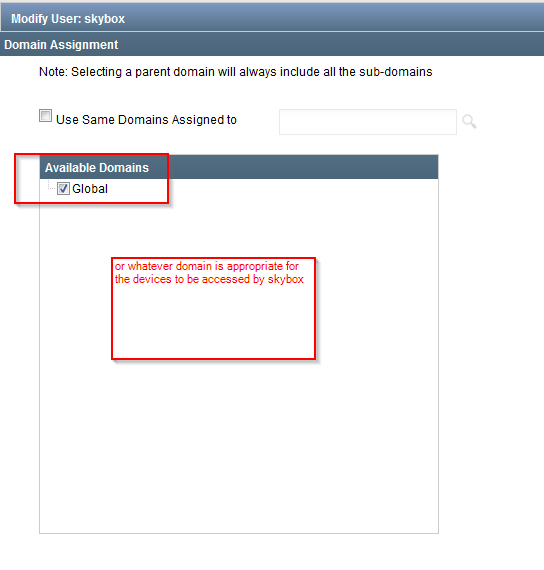 Modify User: skybox
Domain Assignment
Note: Selecting a parent domain will always include all the sub-domains
Use Same Domains Assigned to
Available Domains
Global
or whatever domain is appropriate for
the devices to be accessed by skybox